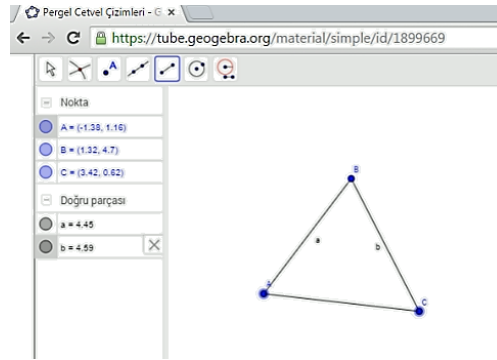 Pergel Cetvel Çizimleri - G
https://tube.geogebra.org/material/simple/id/1899669
A
Nokta
A = (-1.38, 1.16)
B = (1.32, 4.7)
C = (3.42, 0.62)
Doğru parçası
a = 4.45
b = 4.59
B
a
b
A
C